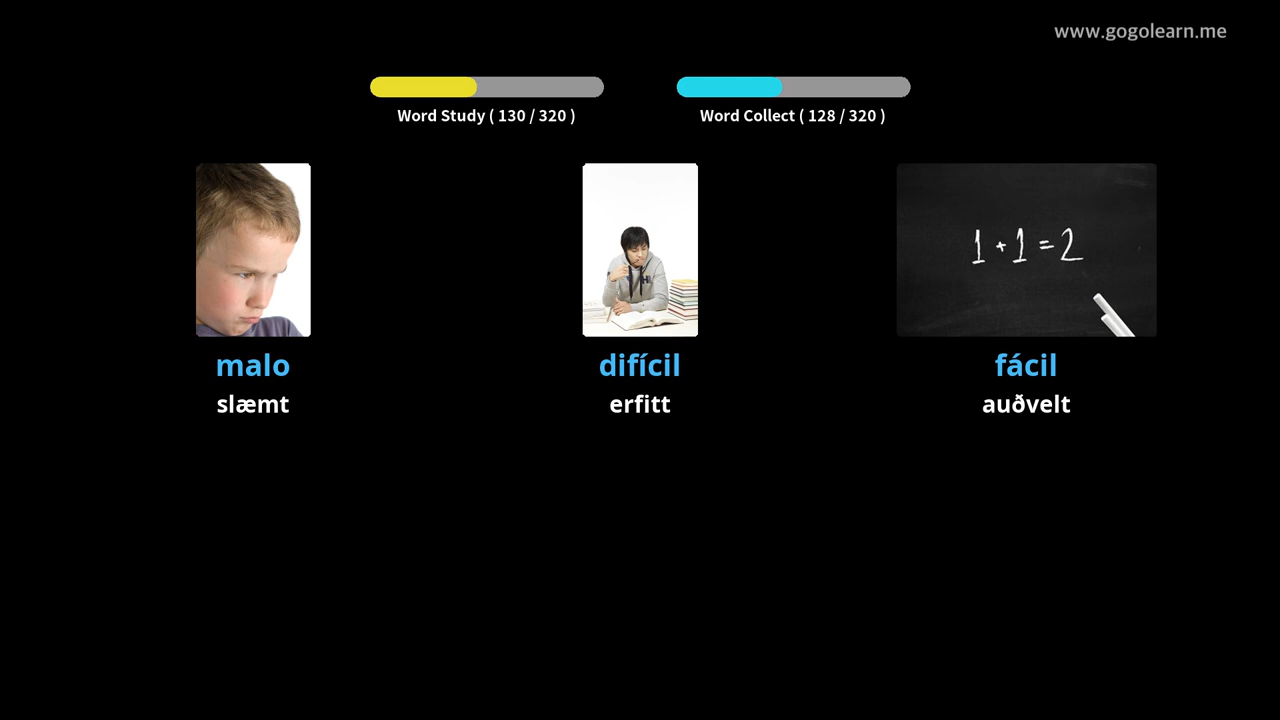 www.gogolearn.me
Word Study ( 130 / 320 )
Word Collect ( 128 / 320 )
1 + 1 = 2
malo
slæmt
difícil
erfitt
fácil
auðvelt